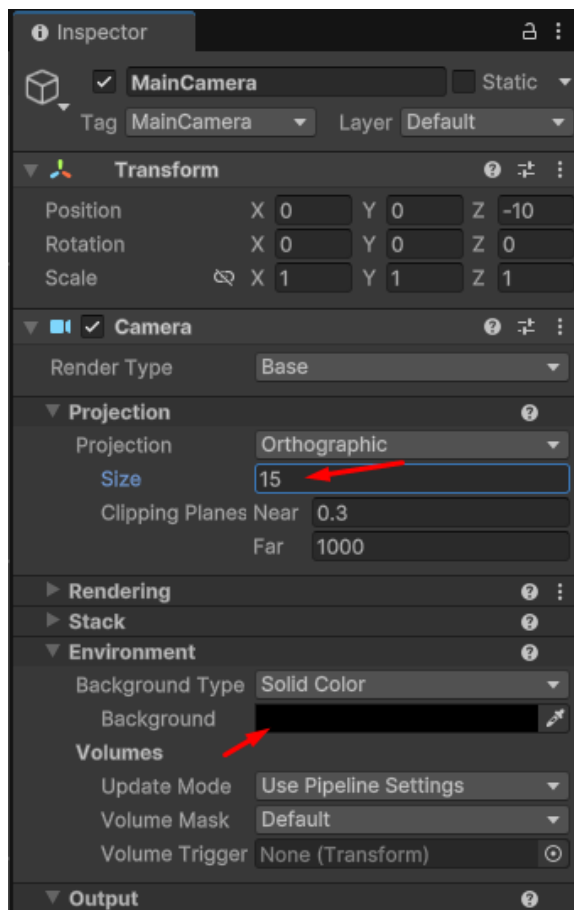 Inspector
MainCamera Static
Tag MainCamera Layer Default
Transform
Position X 0 Y 0 Z -10
Rotation X 0 Y 0 Z 0
Scale X 1 Y 1 Z 1
Camera
Render Type Base
Projection
Projection Orthographic
Size 15
Clipping Planes Near 0.3
Far 1000
Rendering
Stack
Environment
Background Type Solid Color
Background
Volumes
Update Mode Use Pipeline Settings
Volume Mask Default
Volume Trigger None (Transform)
Output